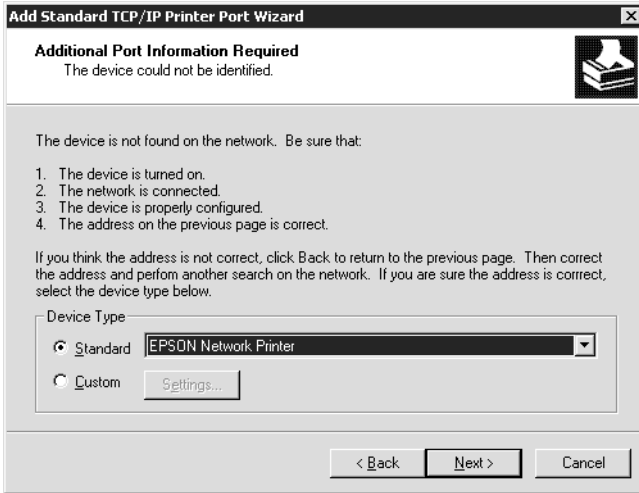 Add Standard TCP/IP Printer Port Wizard
Additional Port Information Required
The device could not be identified.
The device is not found on the network.  Be sure that:
1.  The device is turned on.
2.  The network is connected.
3.  The device is properly configured.
4.  The address on the previous page is correct.
If you think the address is not correct, click Back to return to the previous page.  Then correct
the address and perfom another search on the network.  If you are sure the address is corrrect,
select the device type below.
Device Type
Standard
EPSON Network Printer
Custom
Settings...
< Back
Next >
Cancel